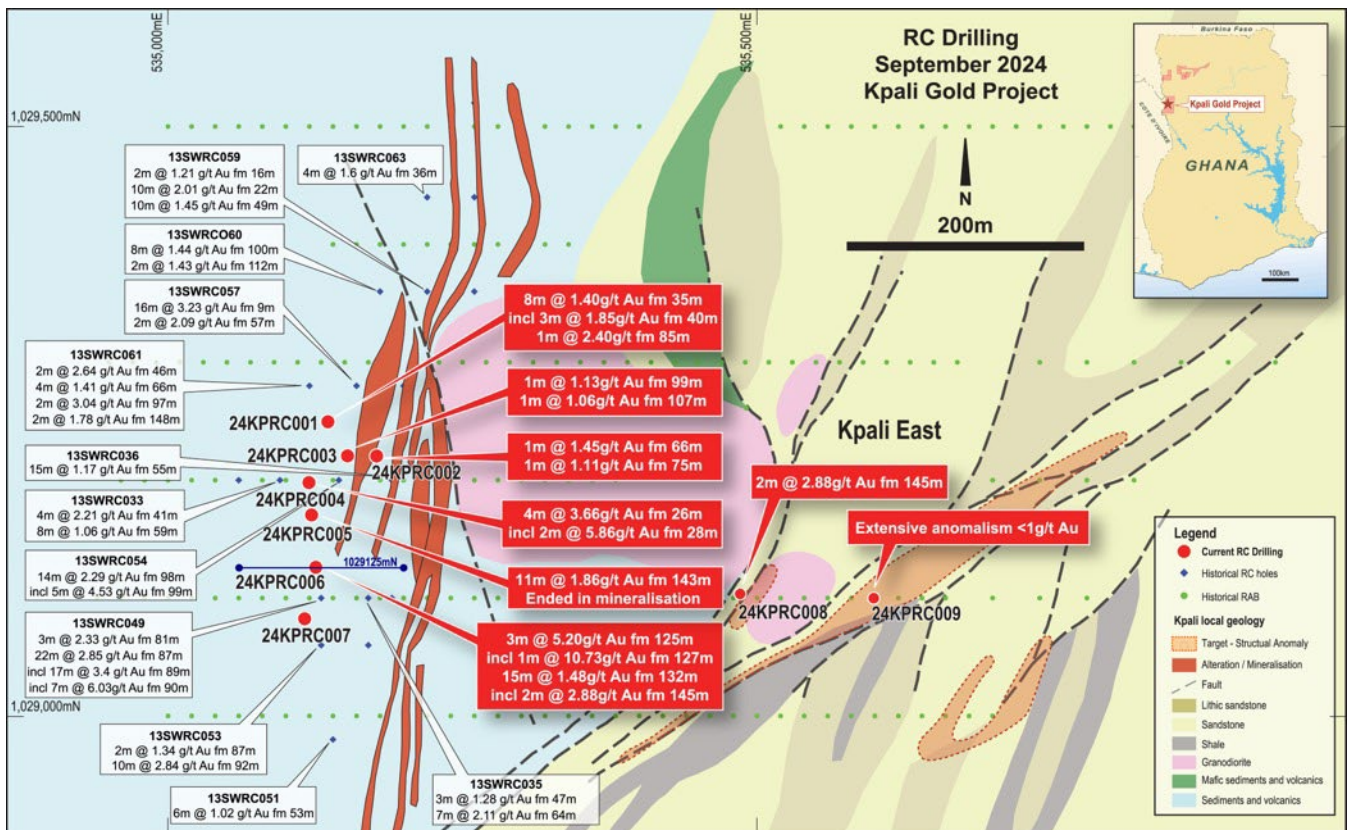 535,000mE
535,500mE
1,029,500mN
1,029,000mN
RC Drilling
September 2024
Kpali Gold Project
N
200m
Burkina Faso
Kpali Gold Project
COTE D'IVOIRE
GHANA
100km
13SWRC059
2m @ 1.21 g/t Au fm 16m
10m @ 2.01 g/t Au fm 22m
10m @ 1.45 g/t Au fm 49m
13SWRC063
4m @ 1.6 g/t Au fm 36m
13SWRCO60
8m @ 1.44 g/t Au fm 100m
2m @ 1.43 g/t Au fm 112m
13SWRC057
16m @ 3.23 g/t Au fm 9m
2m @ 2.09 g/t Au fm 57m
13SWRC061
2m @ 2.64 g/t Au fm 46m
4m @ 1.41 g/t Au fm 66m
2m @ 3.04 g/t Au fm 97m
2m @ 1.78 g/t Au fm 148m
13SWRC036
15m @ 1.17 g/t Au fm 55m
13SWRC033
4m @ 2.21 g/t Au fm 41m
8m @ 1.06 g/t Au fm 59m
13SWRC054
14m @ 2.29 g/t Au fm 98m
incl 5m @ 4.53 g/t Au fm 99m
13SWRC049
3m @ 2.33 g/t Au fm 81m
22m @ 2.85 g/t Au fm 87m
incl 17m @ 3.4 g/t Au fm 89m
incl 7m @ 6.03g/t Au fm 90m
13SWRC053
2m @ 1.34 g/t Au fm 87m
10m @ 2.84 g/t Au fm 92m
13SWRC051
6m @ 1.02 g/t Au fm 53m
13SWRC035
3m @ 1.28 g/t Au fm 47m
7m @ 2.11 g/t Au fm 64m
24KPRC001
24KPRC003
24KPRC002
24KPRC004
24KPRC005
1029125mN
24KPRC006
24KPRC007
8m @ 1.40g/t Au fm 35m
incl 3m @ 1.85g/t Au fm 40m
1m @ 2.40g/t fm 85m
1m @ 1.13g/t Au fm 99m
1m @ 1.06g/t Au fm 107m
1m @ 1.45g/t Au fm 66m
1m @ 1.11g/t Au fm 75m
4m @ 3.66g/t Au fm 26m
incl 2m @ 5.86g/t Au fm 28m
11m @ 1.86g/t Au fm 143m
Ended in mineralisation
3m @ 5.20g/t Au fm 125m
incl 1m @ 10.73g/t Au fm 127m
15m @ 1.48g/t Au fm 132m
incl 2m @ 2.88g/t Au fm 145m
Kpali East
2m @ 2.88g/t Au fm 145m
Extensive anomalism <1g/t Au
24KPRC008
24KPRC009
Legend
Current RC Drilling
Historical RC holes
Historical RAB
Kpali local geology
Target - Structual Anomaly
Alteration / Mineralisation
Fault
Lithic sandstone
Sandstone
Shale
Granodiorite
Mafic sediments and volcanics
Sediments and volcanics